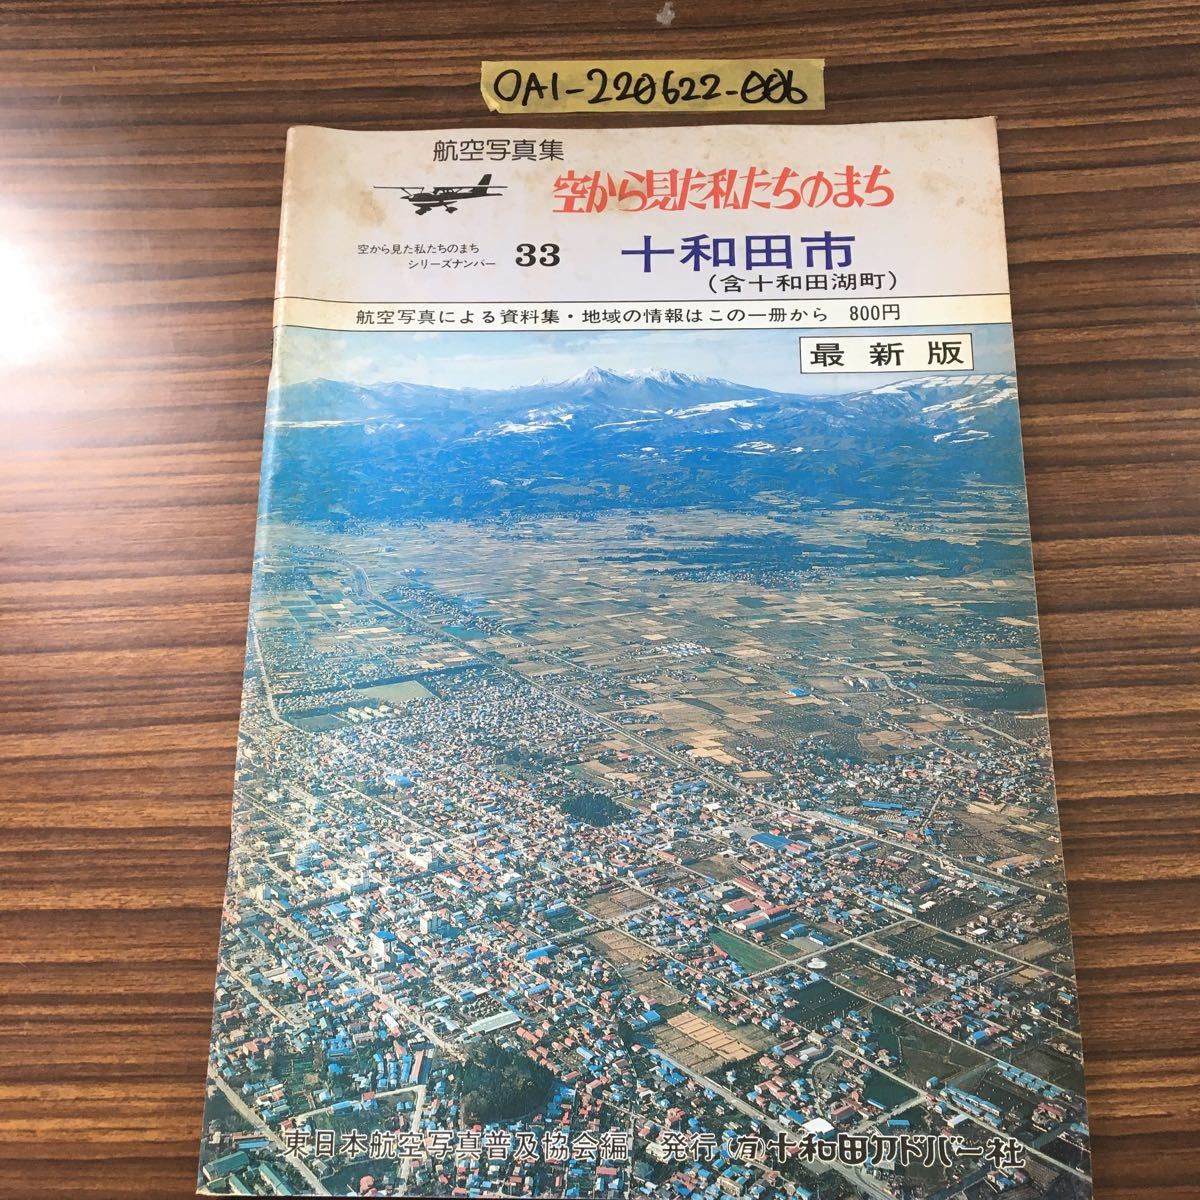 OA1-220622-006
航空写真集
空から見た私たちのまち
空から見た私たちのまち
シリーズナンバー 33
十和田市
(含十和田湖町)
航空写真による資料集・地域の情報はこの一冊から 800円
最新版
東日本航空写真普及協会編 発行 (有)十和田アドバー社